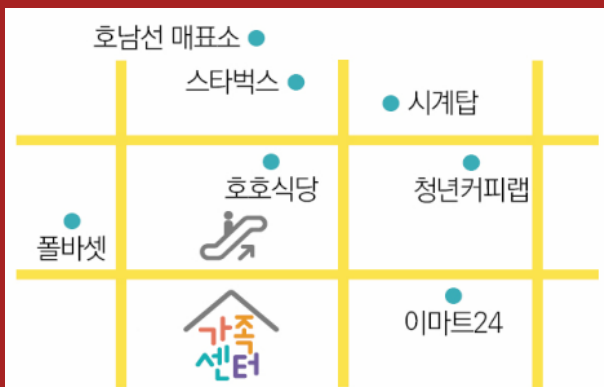 호남선 매표소
스타벅스
시계탑
호호식당
청년커피랩
폴바셋
이마트24
가족
센터